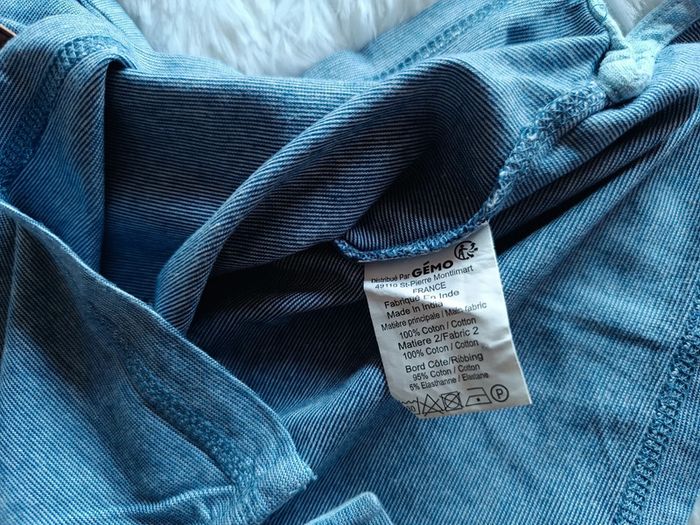 Distribué Par GÉMO
49110 St-Pierre Montlimart
FRANCE
Fabriqué En Inde
Made In India
Matière principale / Main fabric
100% Coton / Cotton
Matiere 2/Fabric 2
100% Coton / Cotton
Bord Côte/Ribbing
95% Coton / Cotton
5% Elasthanne / Elastane
P